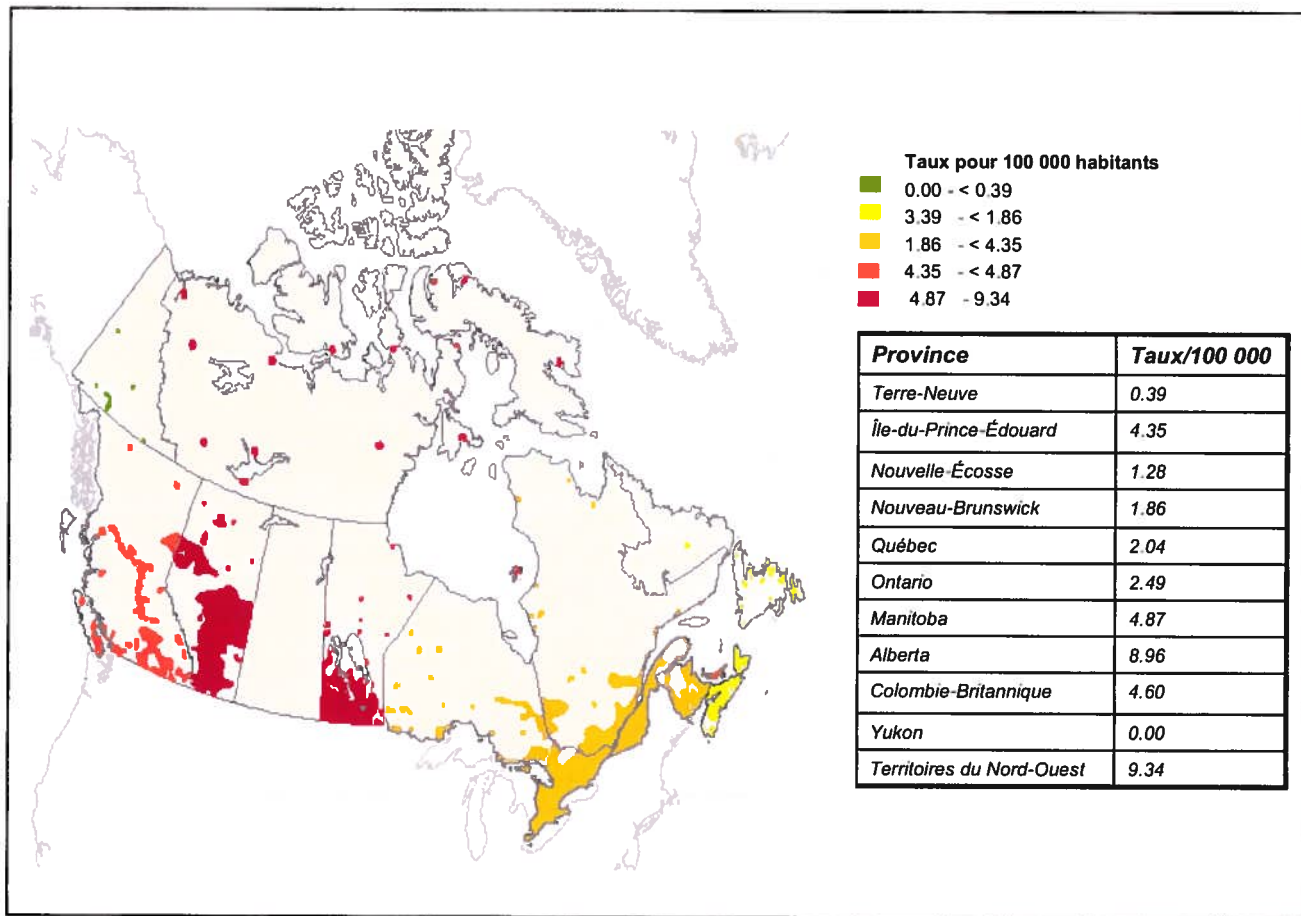 Taux pour 100 000 habitants
0.00 - < 0.39
3.39 - < 1.86
1.86 - < 4.35
4.35 - < 4.87
4.87 - 9.34
Province Taux/100 000
Terre-Neuve 0.39
Île-du-Prince-Édouard 4.35
Nouvelle-Écosse 1.28
Nouveau-Brunswick 1.86
Québec 2.04
Ontario 2.49
Manitoba 4.87
Alberta 8.96
Colombie-Britannique 4.60
Yukon 0.00
Territoires du Nord-Ouest 9.34